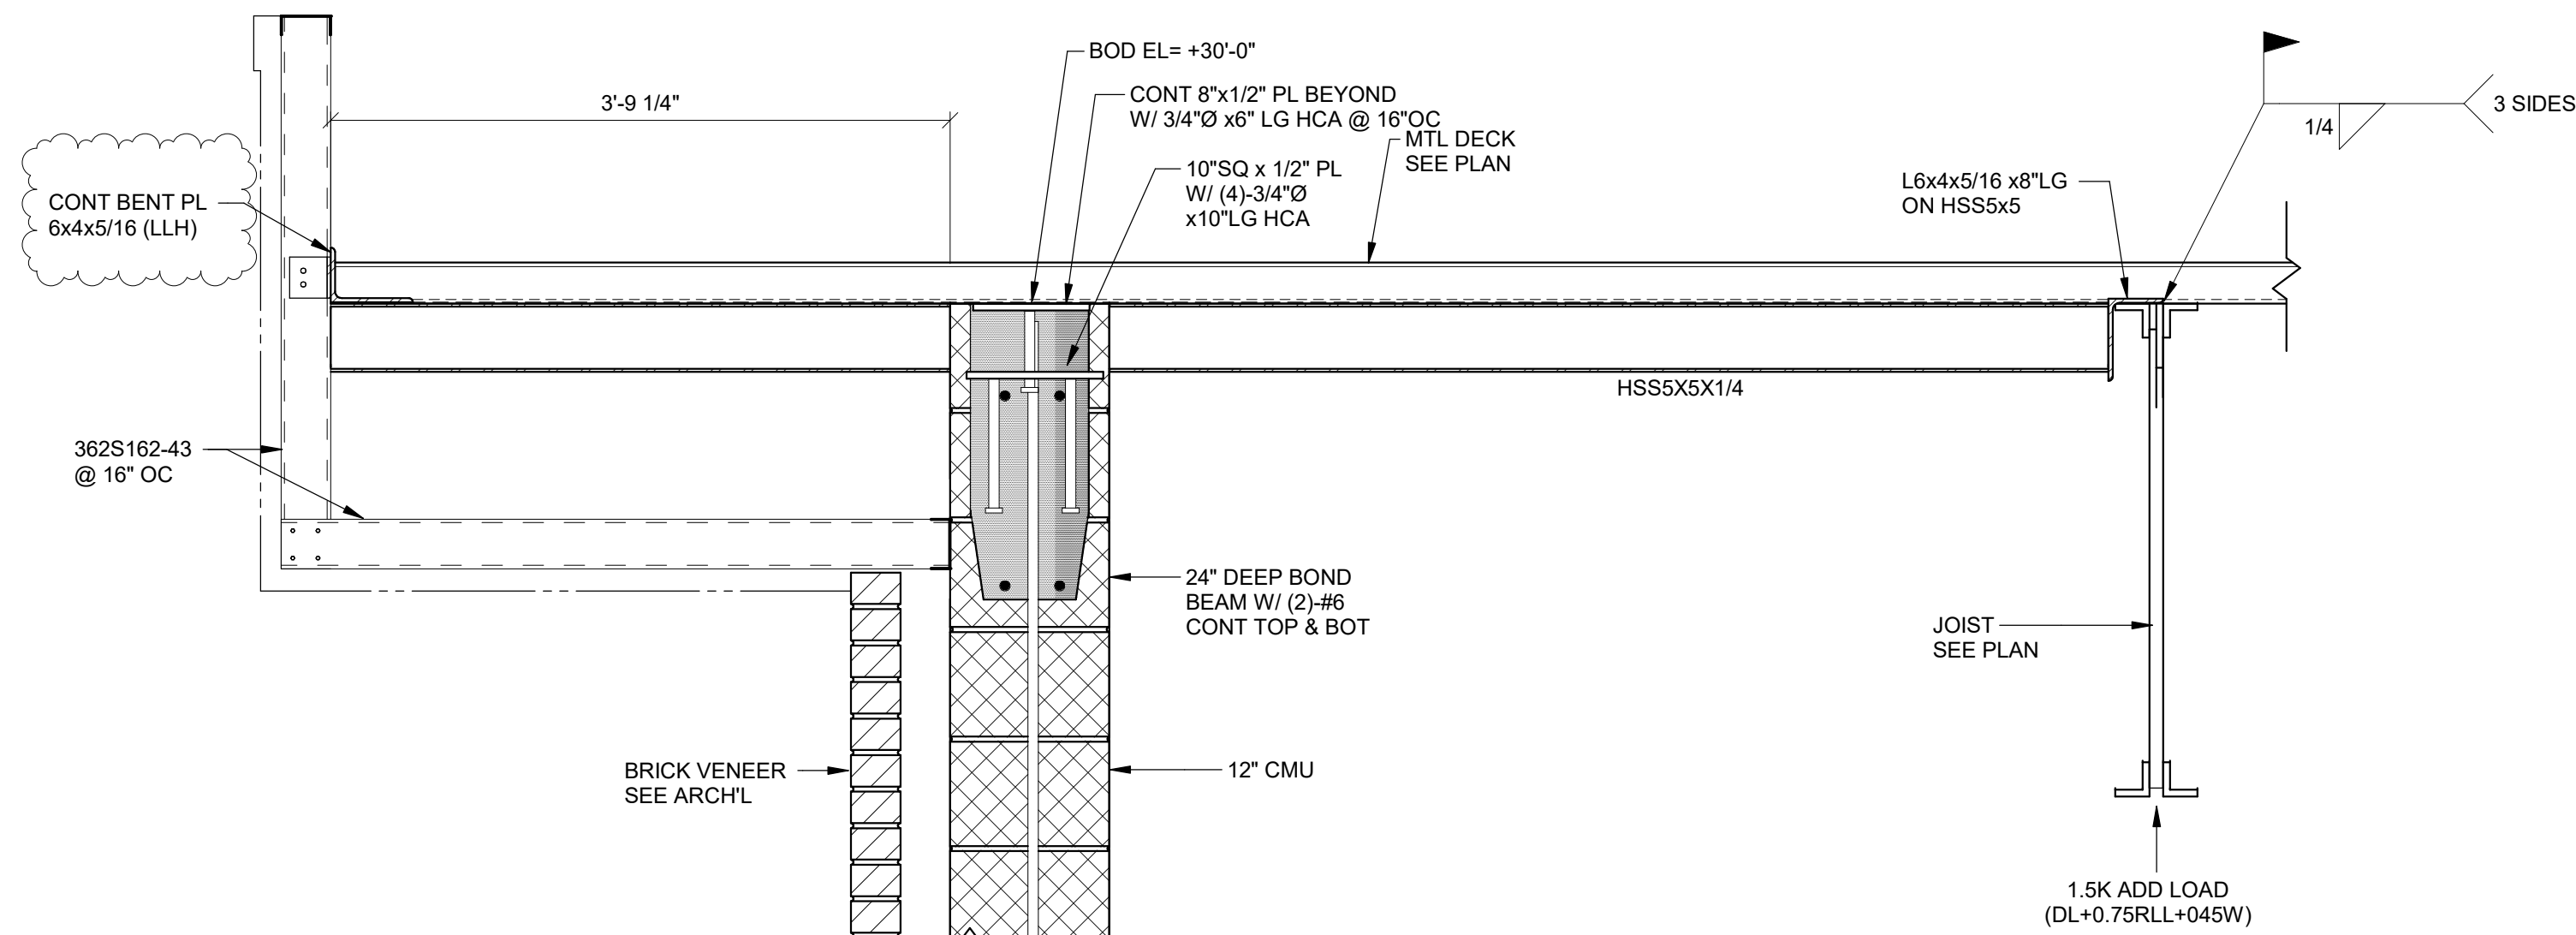 BOD EL= +30'-0"
3'-9 1/4"
CONT 8"x1/2" PL BEYOND
W/ 3/4"Ø x6" LG HCA @ 16"OC
MTL DECK
SEE PLAN
3 SIDES
1/4
10"SQ x 1/2" PL
W/ (4)-3/4"Ø
x10"LG HCA
L6x4x5/16 x8"LG
ON HSS5x5
CONT BENT PL
6x4x5/16 (LLH)
HSS5X5X1/4
362S162-43
@ 16" OC
24" DEEP BOND
BEAM W/ (2)-#6
CONT TOP & BOT
JOIST
SEE PLAN
BRICK VENEER
SEE ARCH'L
12" CMU
1.5K ADD LOAD
(DL+0.75RLL+045W)